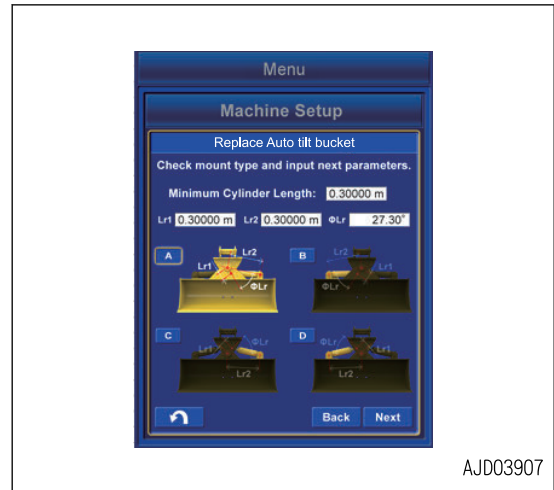 Menu
Machine Setup
Replace Auto tilt bucket
Check mount type and input next parameters.
Minimum Cylinder Length: 0.30000 m
Lr1 0.30000 m Lr2 0.30000 m ΦLr 27.30°
A Lr1 Lr2 ΦLr
B Lr2 Lr1 ΦLr
C Lr1 ΦLr Lr2
D ΦLr Lr1 Lr2
Back Next
AJD03907